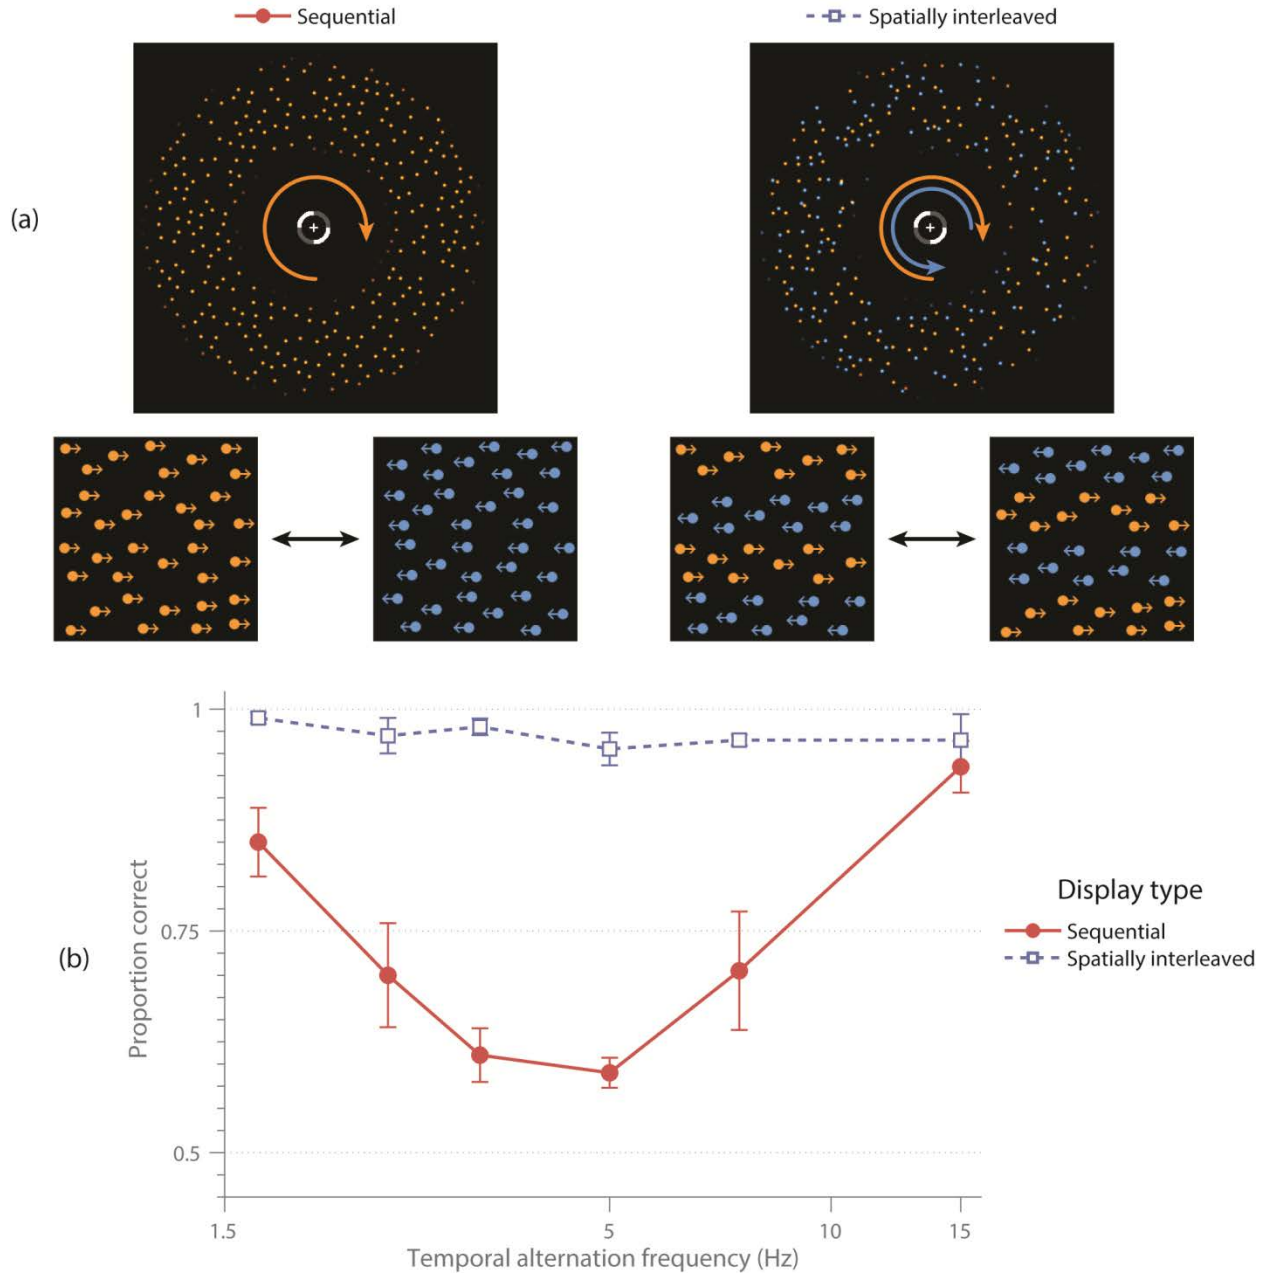 Sequential
Spatially interleaved
(a)
1
0.75
0.5
Proportion correct
(b)
Display type
Sequential
Spatially interleaved
1.5
5
10
15
Temporal alternation frequency (Hz)